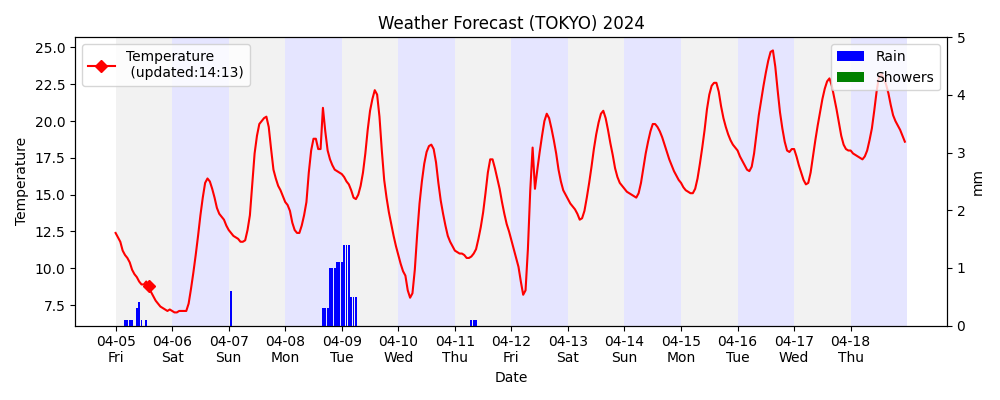 Weather Forecast (TOKYO) 2024
Temperature
(updated:14:13)
Rain
Showers
Temperature
25.0
22.5
20.0
17.5
15.0
12.5
10.0
7.5
5
4
3
2
1
0
mm
04-05 04-06 04-07 04-08 04-09 04-10 04-11 04-12 04-13 04-14 04-15 04-16 04-17 04-18
Fri Sat Sun Mon Tue Wed Thu Fri Sat Sun Mon Tue Wed Thu
Date